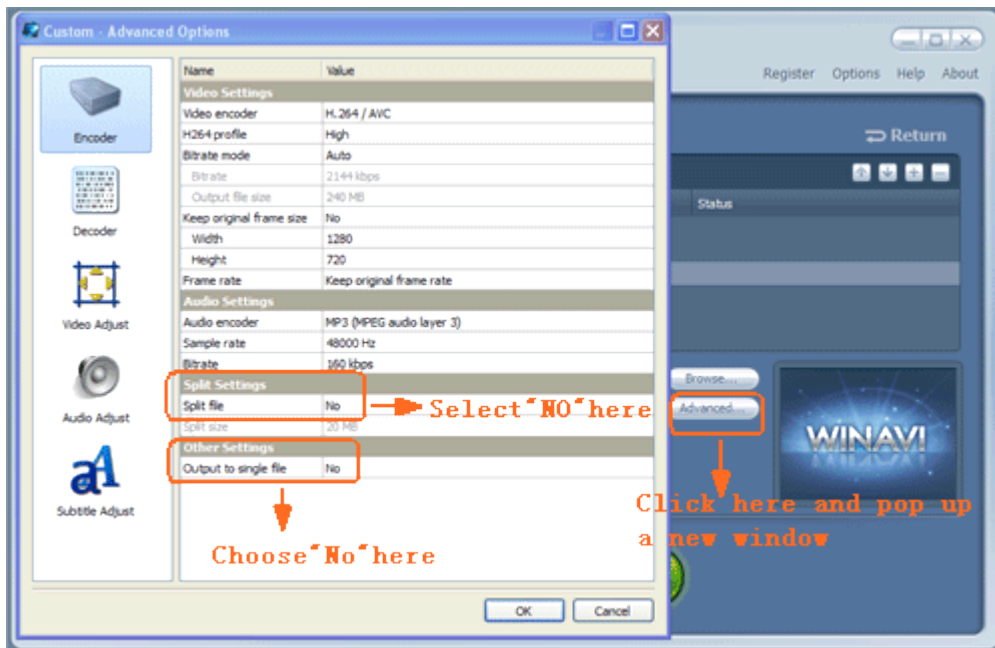 Custom - Advanced Options
Register Options Help About
Return
Status
Encoder
Decoder
Video Adjust
Audio Adjust
Subtitle Adjust
Name Value
Video Settings
Video encoder H.264 / AVC
H264 profile High
Bitrate mode Auto
Bitrate 2144 kbps
Output file size 240 MB
Keep original frame size No
Width 1280
Height 720
Frame rate Keep original frame rate
Audio Settings
Audio encoder MP3 (MPEG audio layer 3)
Sample rate 48000 Hz
Bitrate 160 kbps
Split Settings
Split file No
Split size 20 MB
Other Settings
Output to single file No
Select"NO"here
Choose"No"here
Browse...
Advanced...
WINAVI
Click here and pop up
a new window
OK Cancel